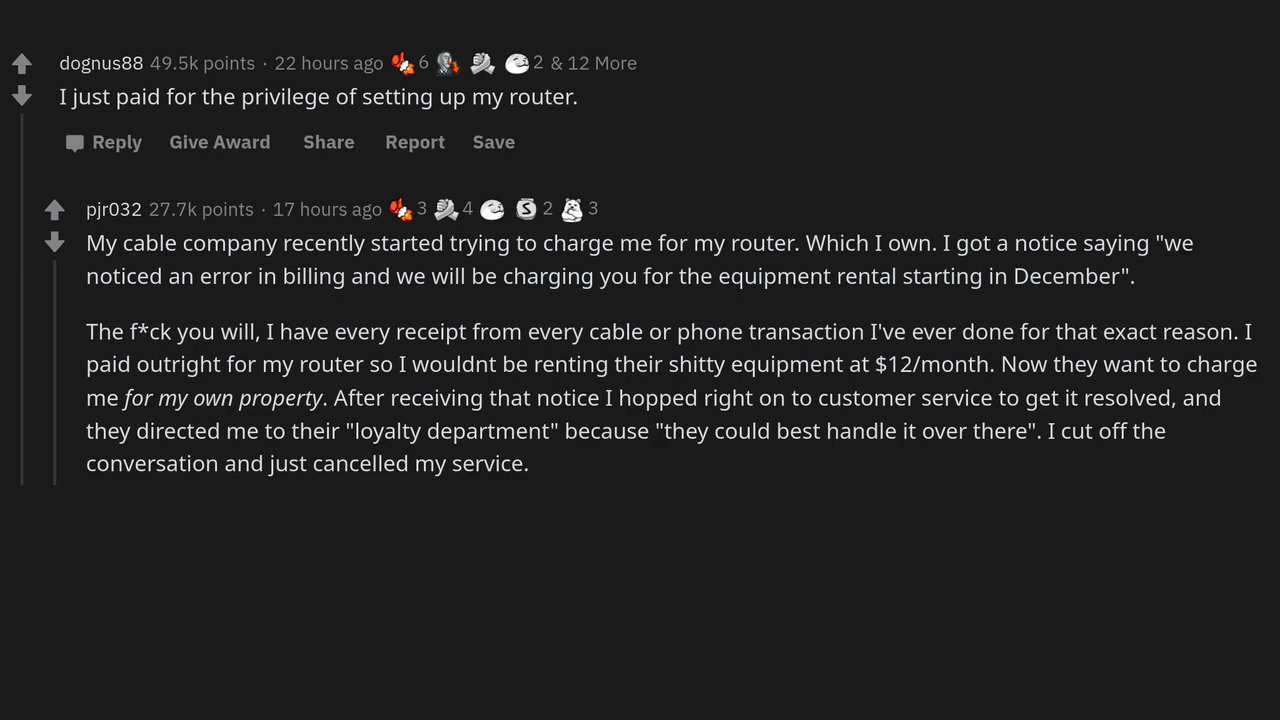 dognus88 49.5k points · 22 hours ago 6 2 & 12 More
I just paid for the privilege of setting up my router.
Reply Give Award Share Report Save
pjr032 27.7k points · 17 hours ago 3 4 S 2 3
My cable company recently started trying to charge me for my router. Which I own. I got a notice saying "we
noticed an error in billing and we will be charging you for the equipment rental starting in December".
The f*ck you will, I have every receipt from every cable or phone transaction I've ever done for that exact reason. I
paid outright for my router so I wouldnt be renting their shitty equipment at $12/month. Now they want to charge
me for my own property. After receiving that notice I hopped right on to customer service to get it resolved, and
they directed me to their "loyalty department" because "they could best handle it over there". I cut off the
conversation and just cancelled my service.